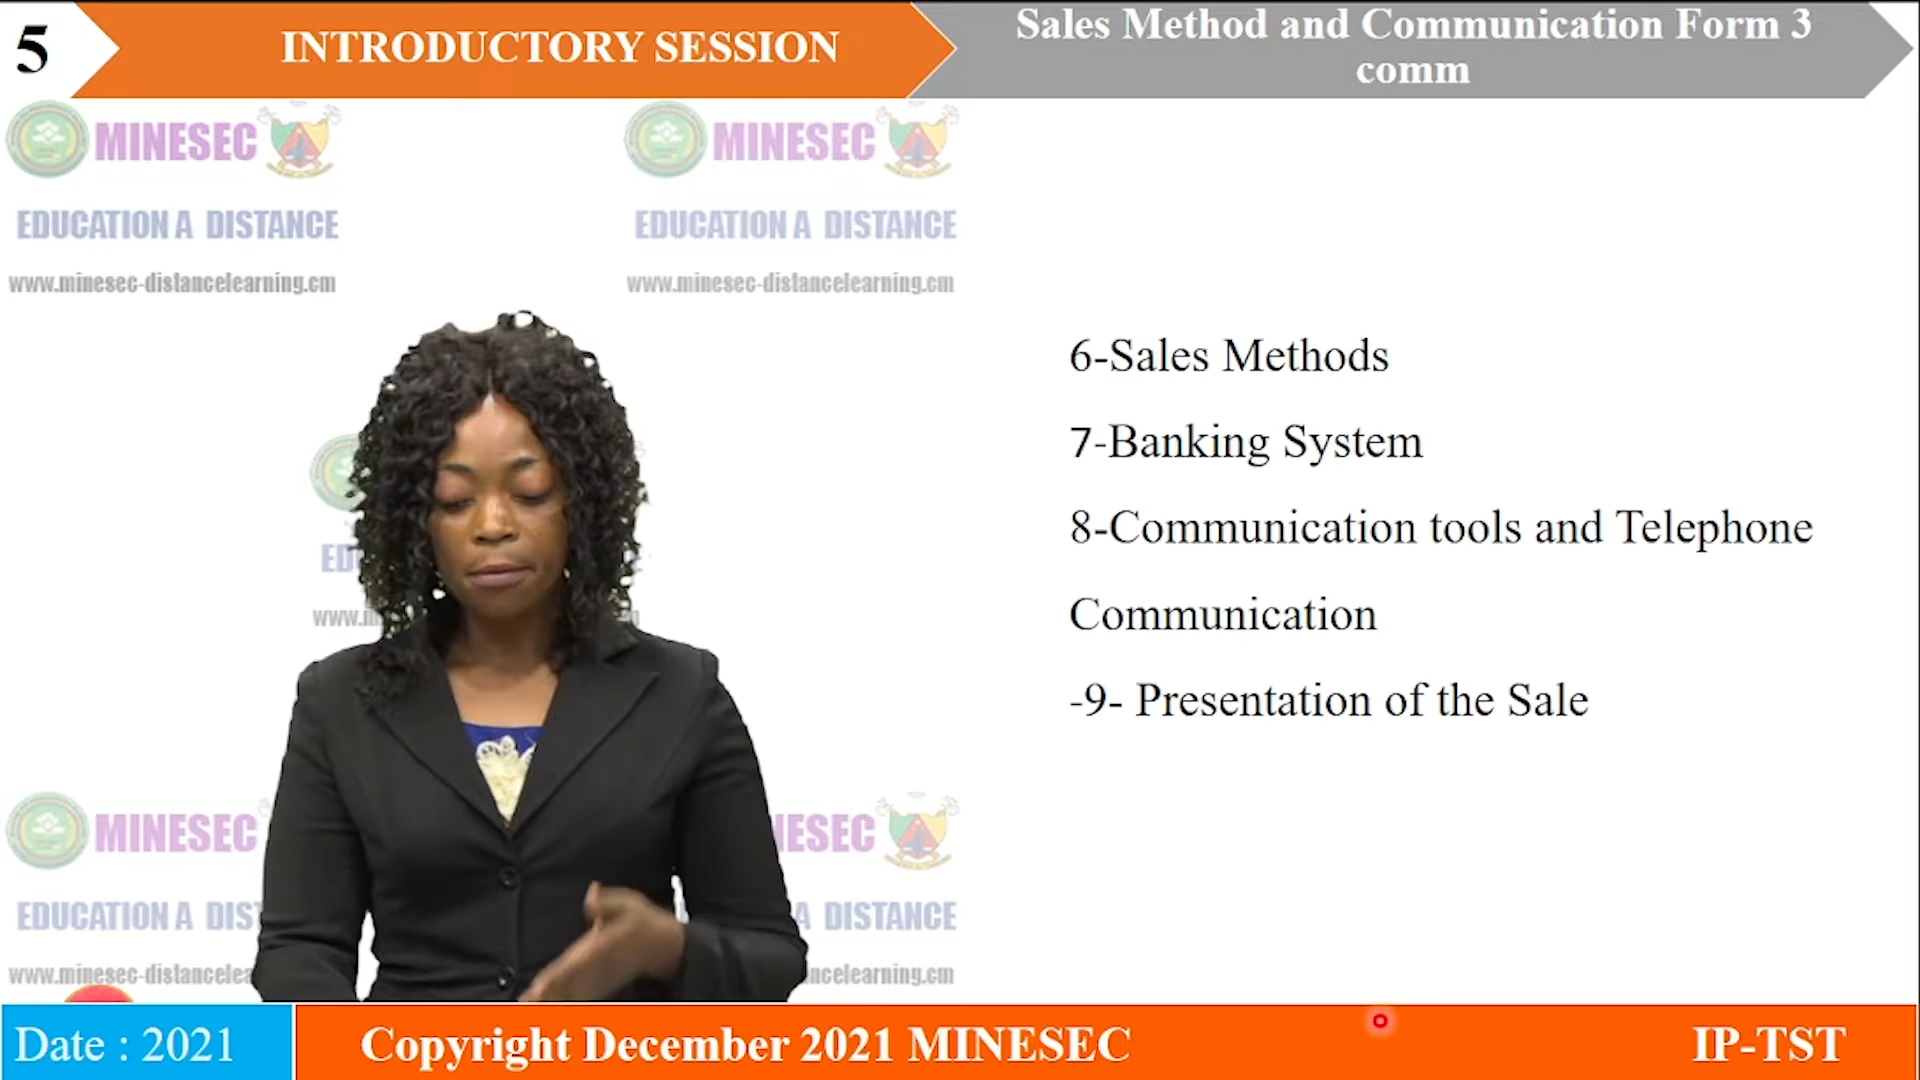 5
INTRODUCTORY SESSION
Sales Method and Communication Form 3
comm
MINESEC
EDUCATION A DISTANCE
www.minesec-distancelearning.cm
MINESEC
EDUCATION A DISTANCE
www.minesec-distancelearning.cm
6-Sales Methods
7-Banking System
8-Communication tools and Telephone
Communication
-9- Presentation of the Sale
MINESEC
EDUCATION A DIS
www.minesec-distancelea
NESEC
A DISTANCE
ncelearning.cm
Date : 2021
Copyright December 2021 MINESEC
IP-TST